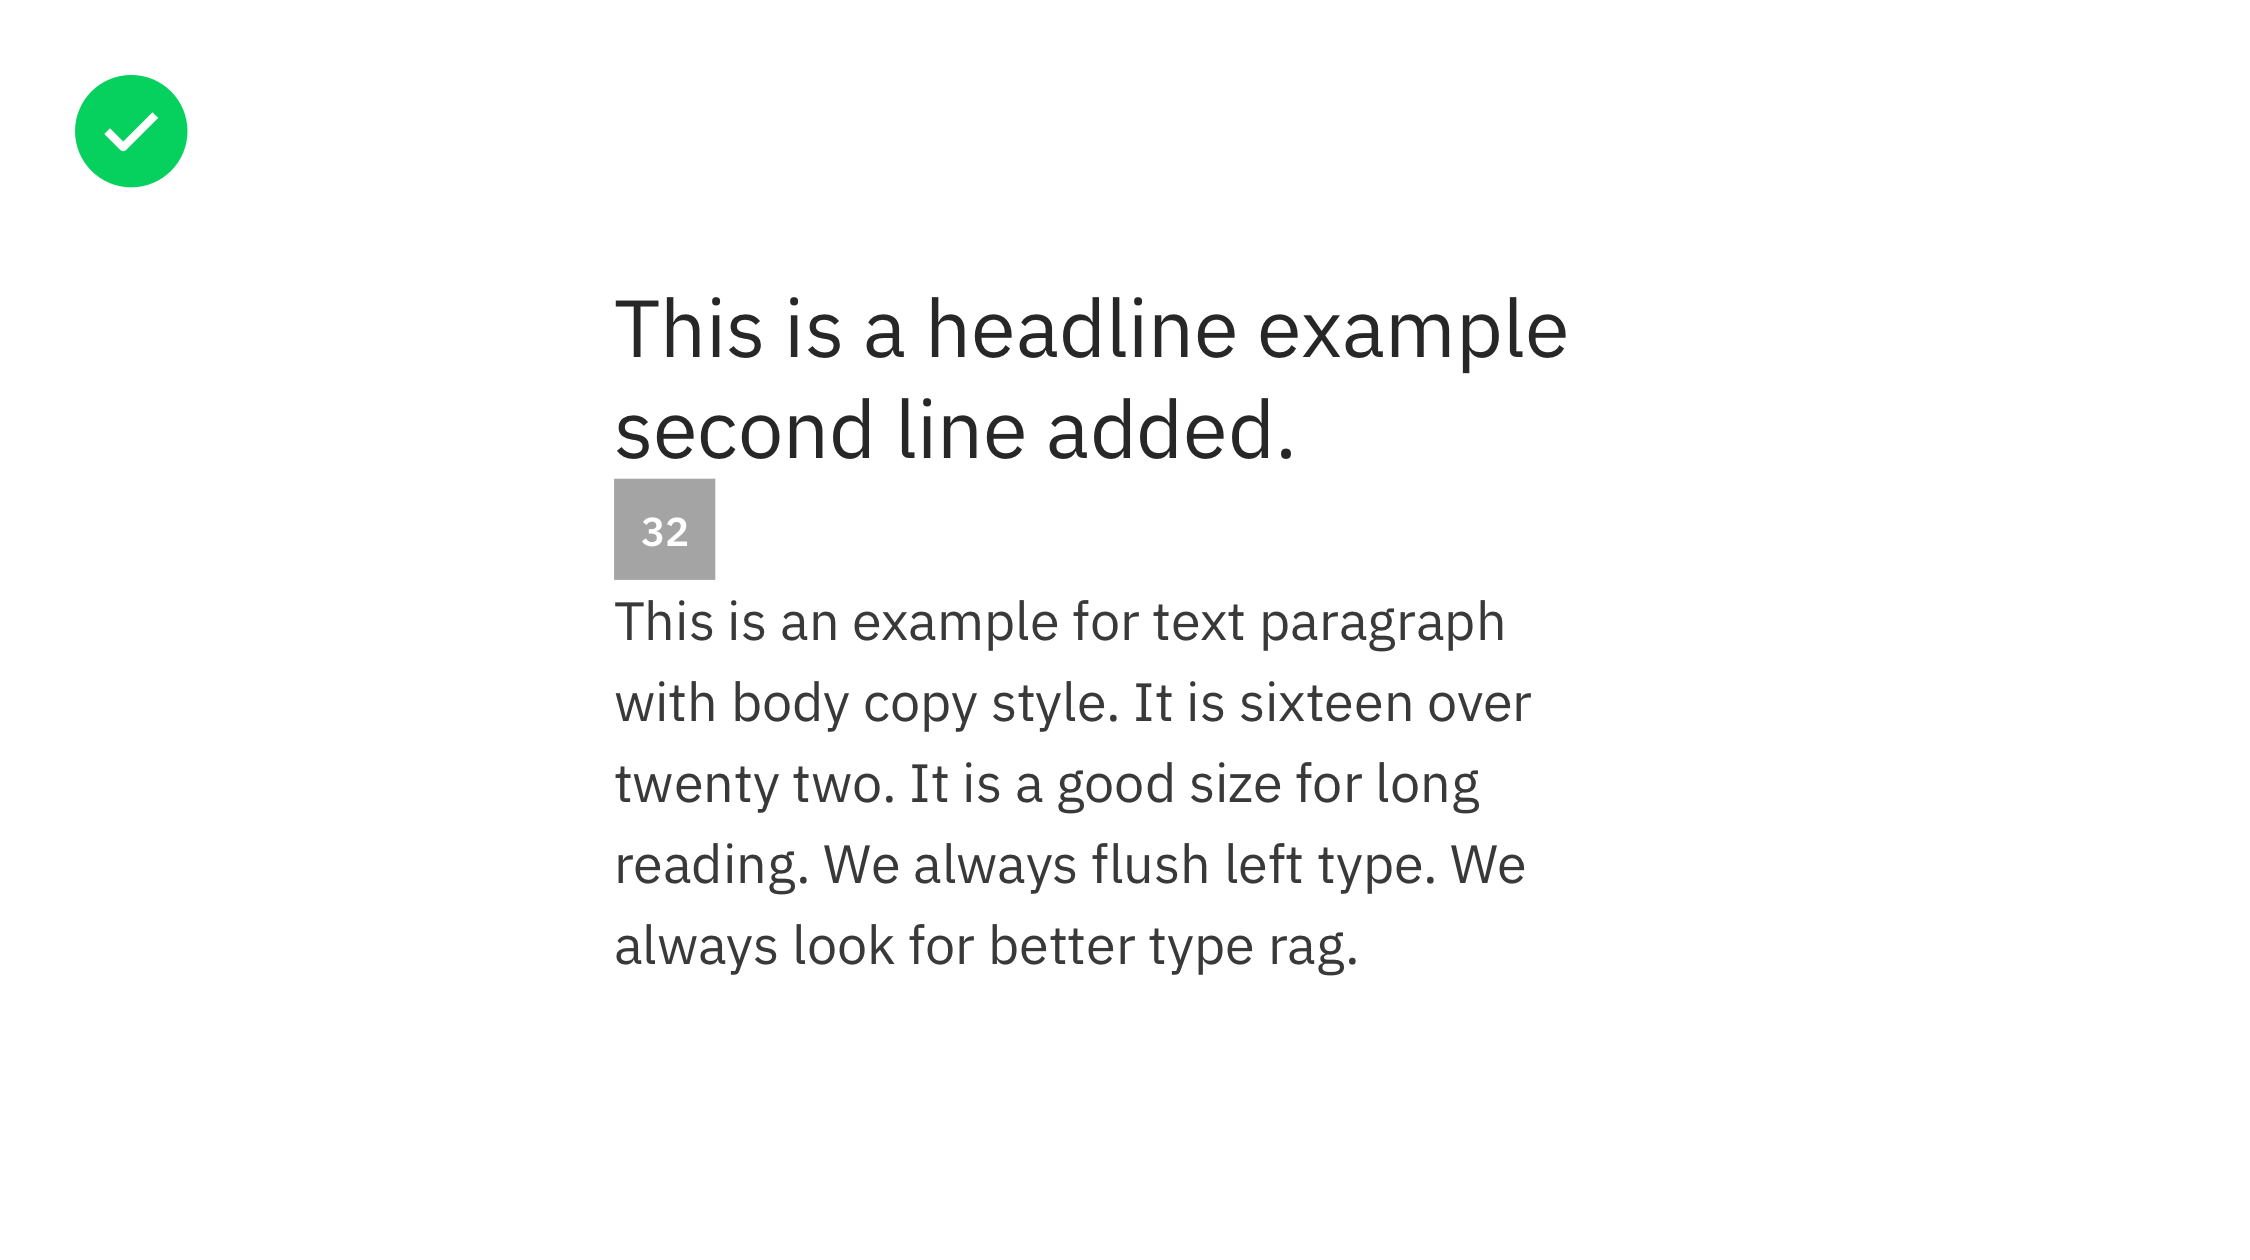 This is a headline example
second line added.
32
This is an example for text paragraph
with body copy style. It is sixteen over
twenty two. It is a good size for long
reading. We always flush left type. We
always look for better type rag.